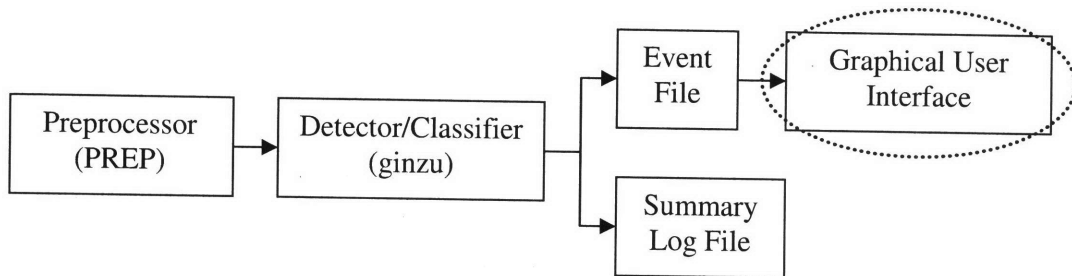 Preprocessor
(PREP)
Detector/Classifier
(ginzu)
Event
File
Graphical User
Interface
Summary
Log File